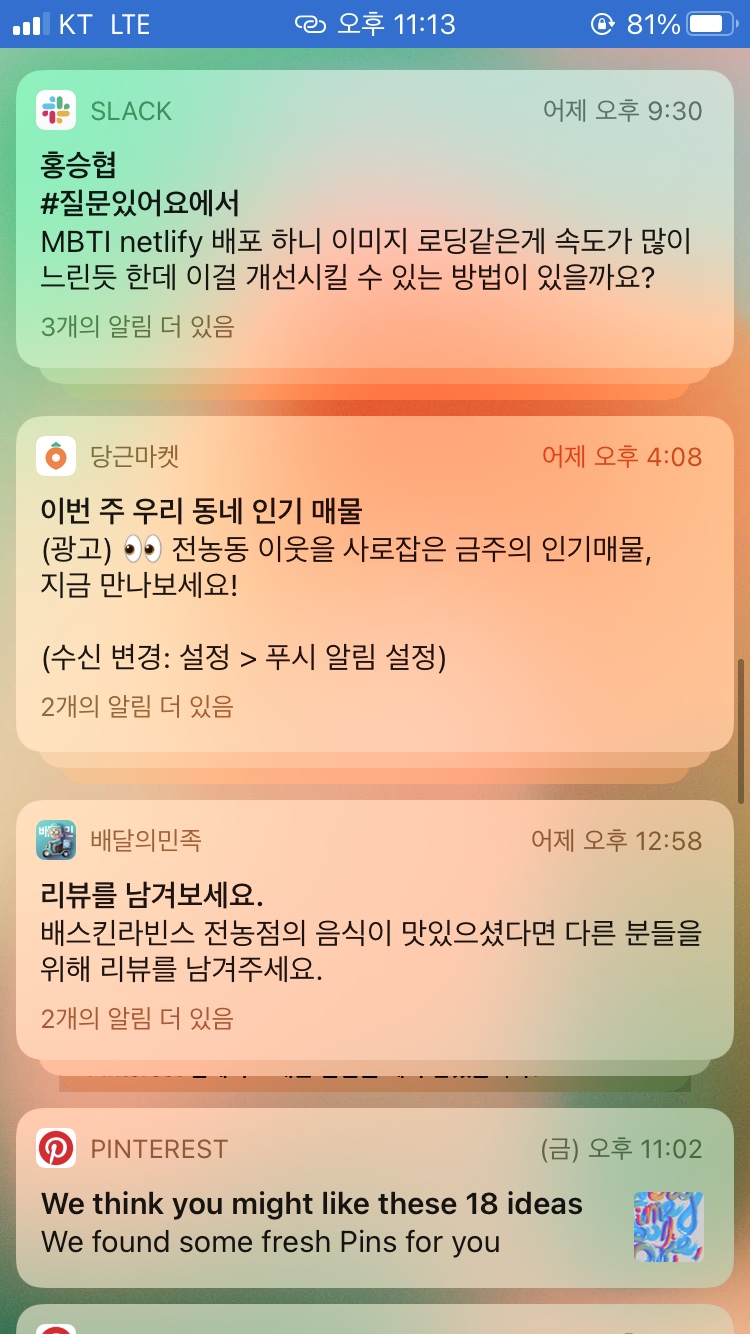 KT LTE 오후 11:13 81%
SLACK 어제 오후 9:30
홍승협
#질문있어요에서
MBTI netlify 배포 하니 이미지 로딩같은게 속도가 많이
느린듯 한데 이걸 개선시킬 수 있는 방법이 있을까요?
3개의 알림 더 있음
당근마켓 어제 오후 4:08
이번 주 우리 동네 인기 매물
(광고) 👀 전농동 이웃을 사로잡은 금주의 인기매물,
지금 만나보세요!
(수신 변경: 설정 > 푸시 알림 설정)
2개의 알림 더 있음
배달의민족 어제 오후 12:58
리뷰를 남겨보세요.
배스킨라빈스 전농점의 음식이 맛있으셨다면 다른 분들을
위해 리뷰를 남겨주세요.
2개의 알림 더 있음
PINTEREST (금) 오후 11:02
We think you might like these 18 ideas
We found some fresh Pins for you